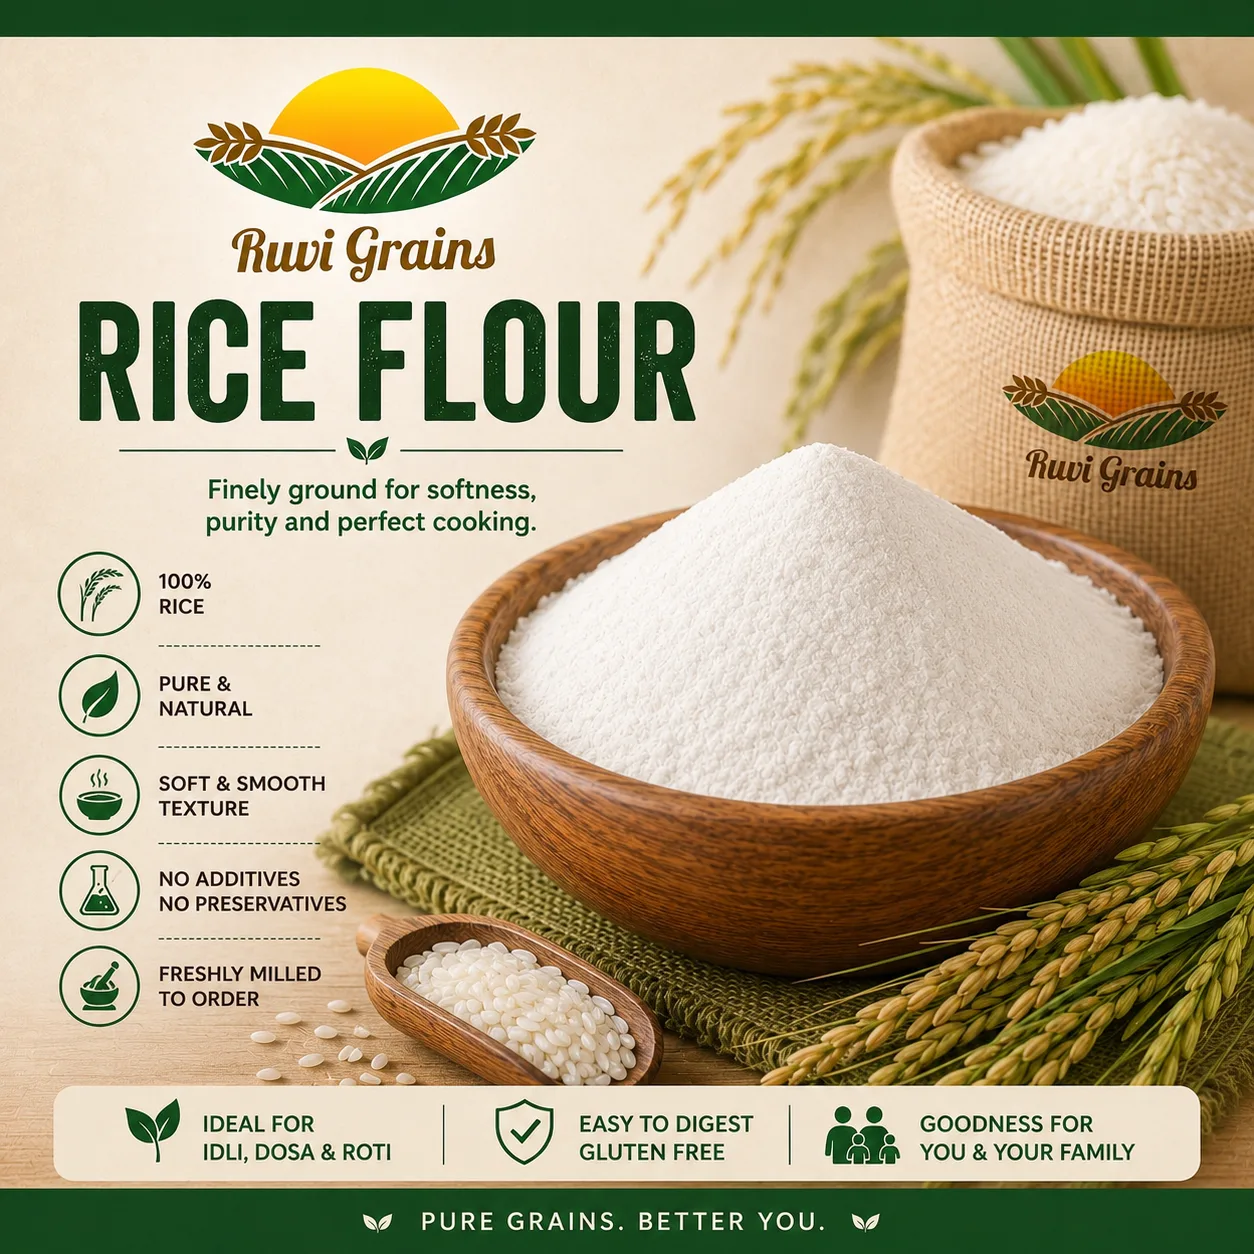 Ruvi Grains
RICE FLOUR
Finely ground for softness,
purity and perfect cooking.
100%
RICE
PURE &
NATURAL
SOFT & SMOOTH
TEXTURE
NO ADDITIVES
NO PRESERVATIVES
FRESHLY MILLED
TO ORDER
Ruvi Grains
IDEAL FOR
IDLI, DOSA & ROTI
EASY TO DIGEST
GLUTEN FREE
GOODNESS FOR
YOU & YOUR FAMILY
PURE GRAINS. BETTER YOU.